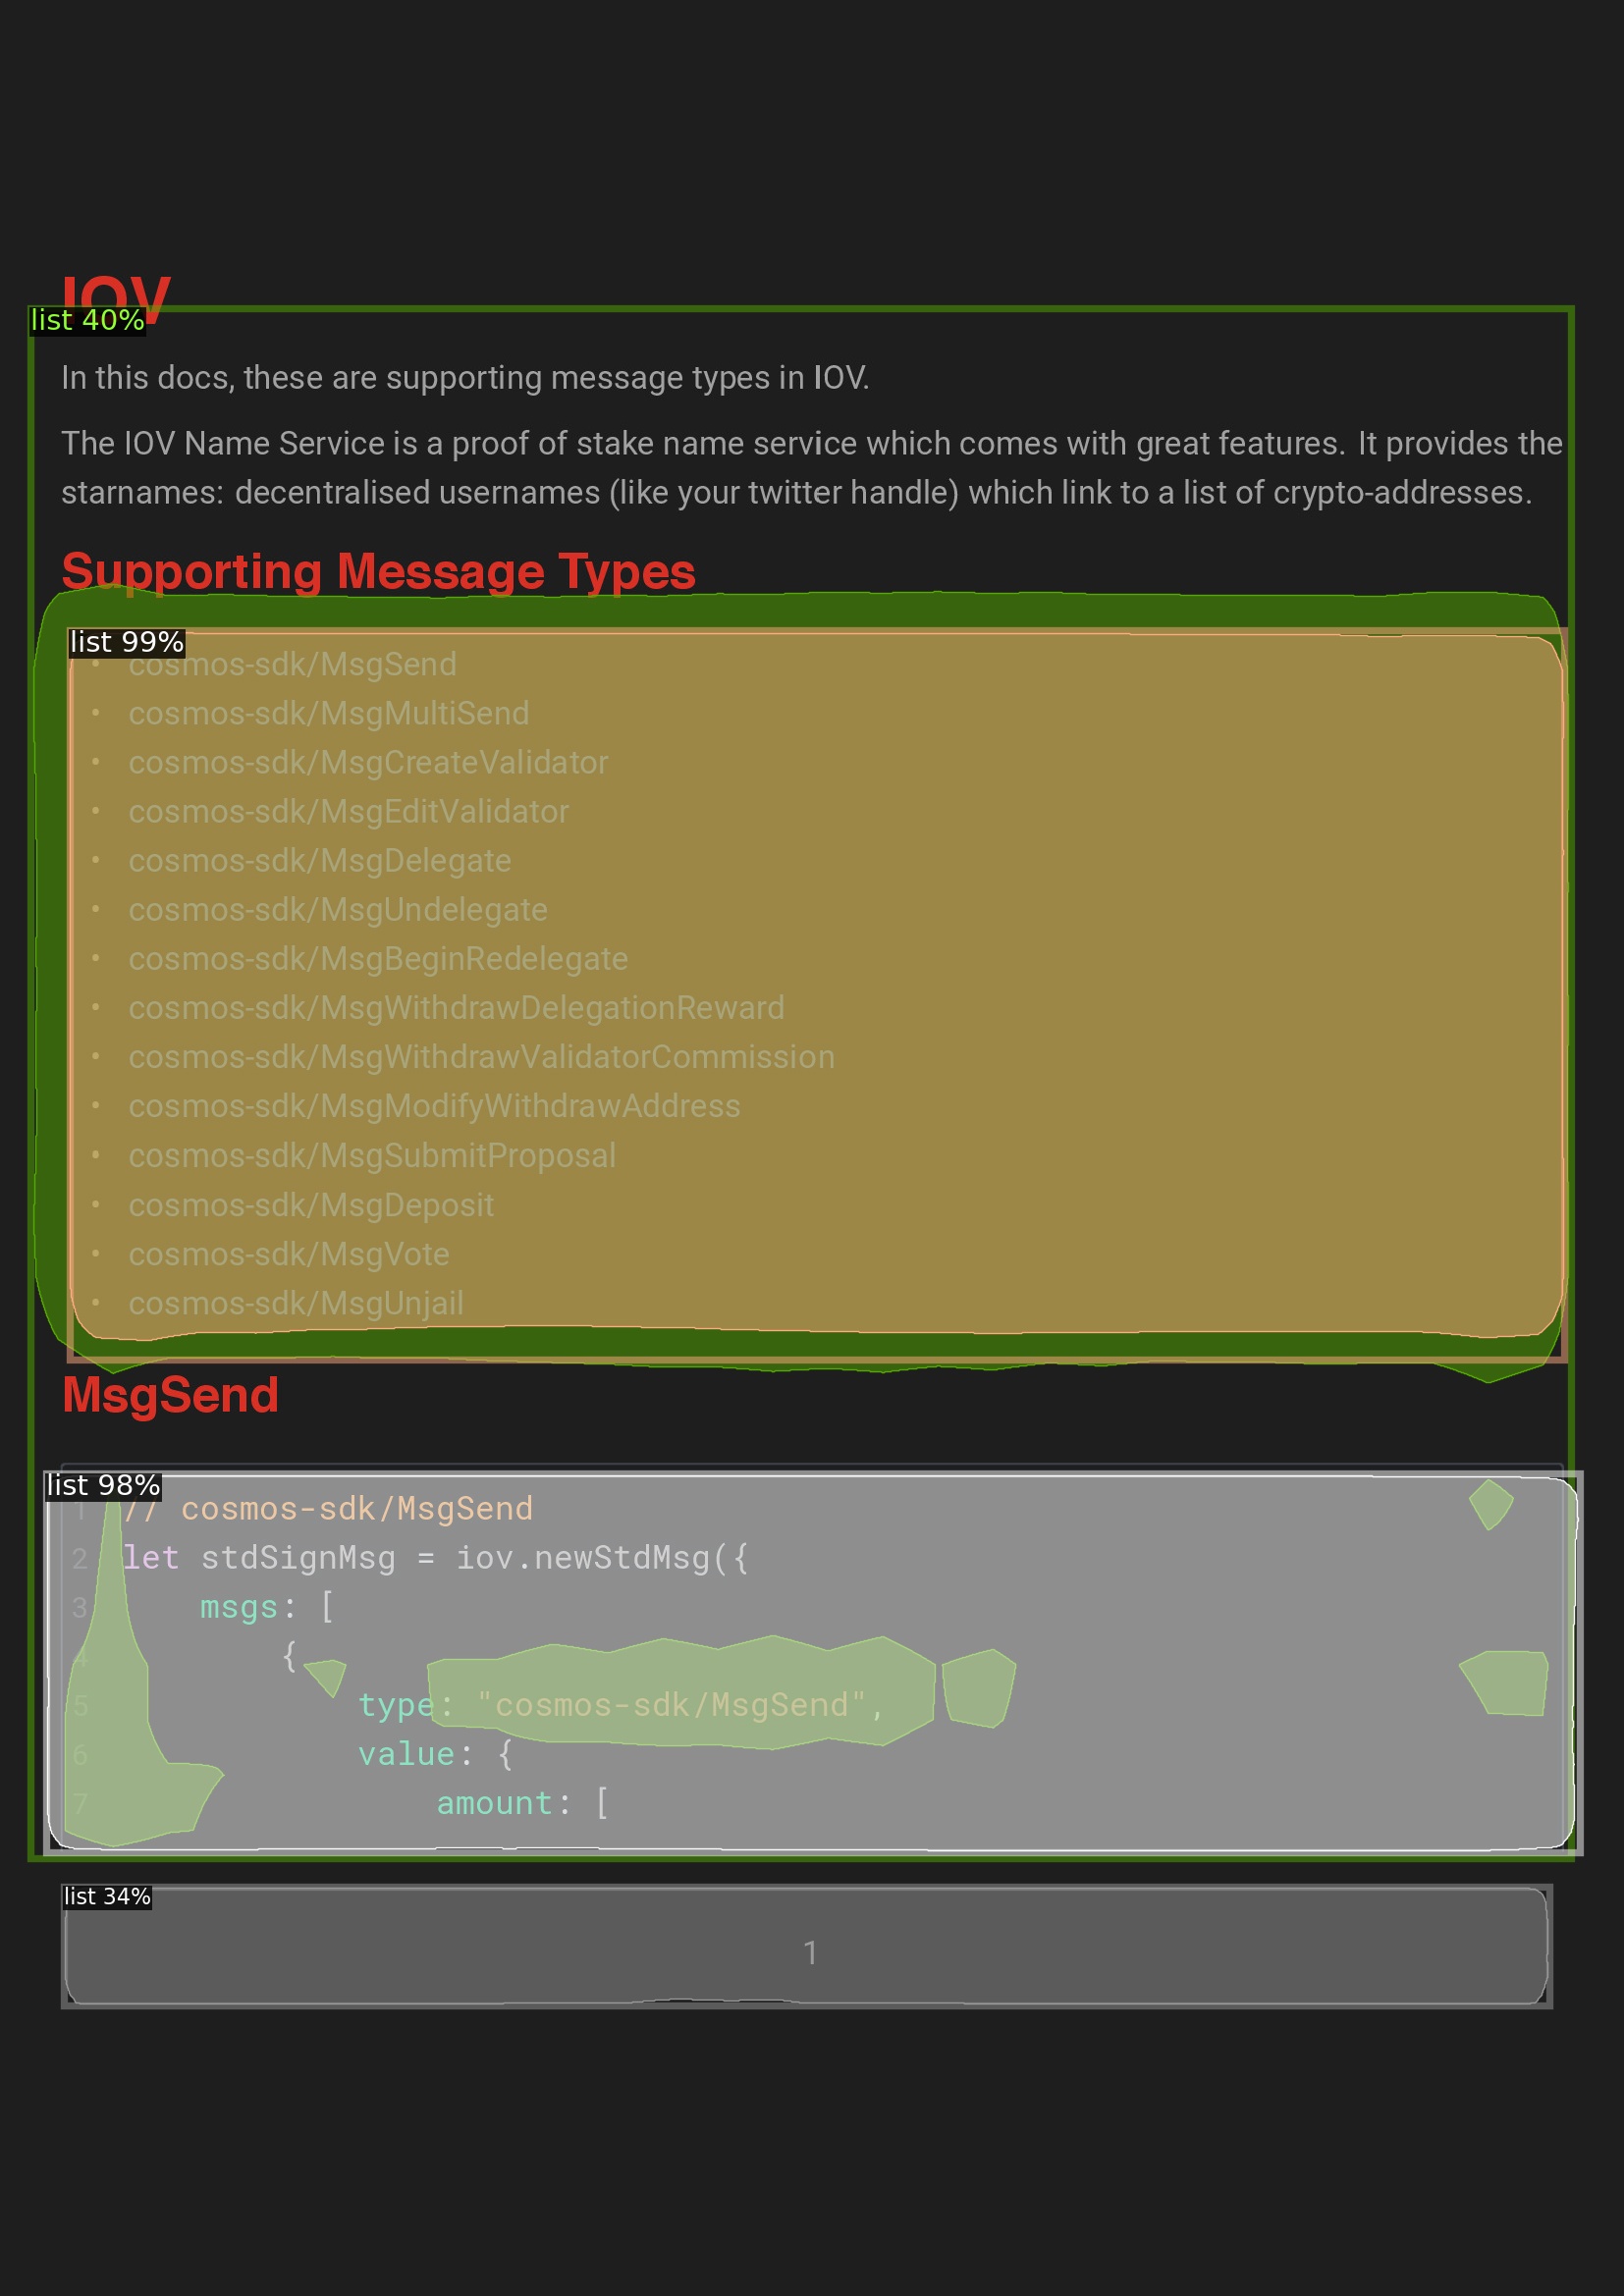 IOV
list 40%
In this docs, these are supporting message types in IOV.
The IOV Name Service is a proof of stake name service which comes with great features. It provides the
starnames: decentralised usernames (like your twitter handle) which link to a list of crypto-addresses.
Supporting Message Types
list 99%
• cosmos-sdk/MsgSend
• cosmos-sdk/MsgMultiSend
• cosmos-sdk/MsgCreateValidator
• cosmos-sdk/MsgEditValidator
• cosmos-sdk/MsgDelegate
• cosmos-sdk/MsgUndelegate
• cosmos-sdk/MsgBeginRedelegate
• cosmos-sdk/MsgWithdrawDelegationReward
• cosmos-sdk/MsgWithdrawValidatorCommission
• cosmos-sdk/MsgModifyWithdrawAddress
• cosmos-sdk/MsgSubmitProposal
• cosmos-sdk/MsgDeposit
• cosmos-sdk/MsgVote
• cosmos-sdk/MsgUnjail
MsgSend
list 98%
1 // cosmos-sdk/MsgSend
2 let stdSignMsg = iov.newStdMsg({
3 msgs: [
4 {
5 type: "cosmos-sdk/MsgSend",
6 value: {
7 amount: [
list 34%
1